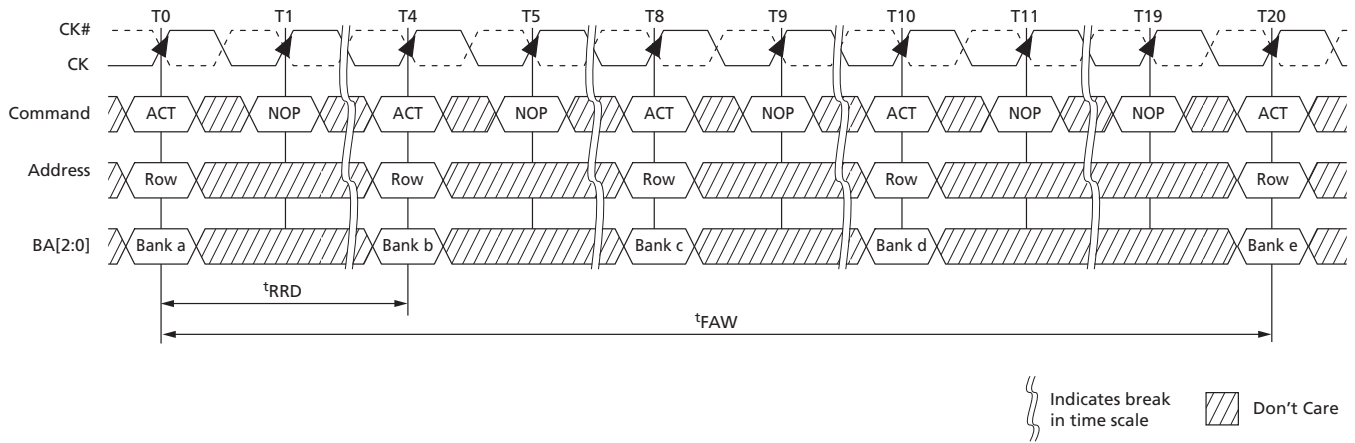 T0 T1 T4 T5 T8 T9 T10 T11 T19 T20
CK#
CK
Command ACT NOP ACT NOP ACT NOP ACT NOP NOP ACT
Address Row Row Row Row Row
BA[2:0] Bank a Bank b Bank c Bank d Bank e
tRRD
tFAW
Indicates break
in time scale
Don't Care